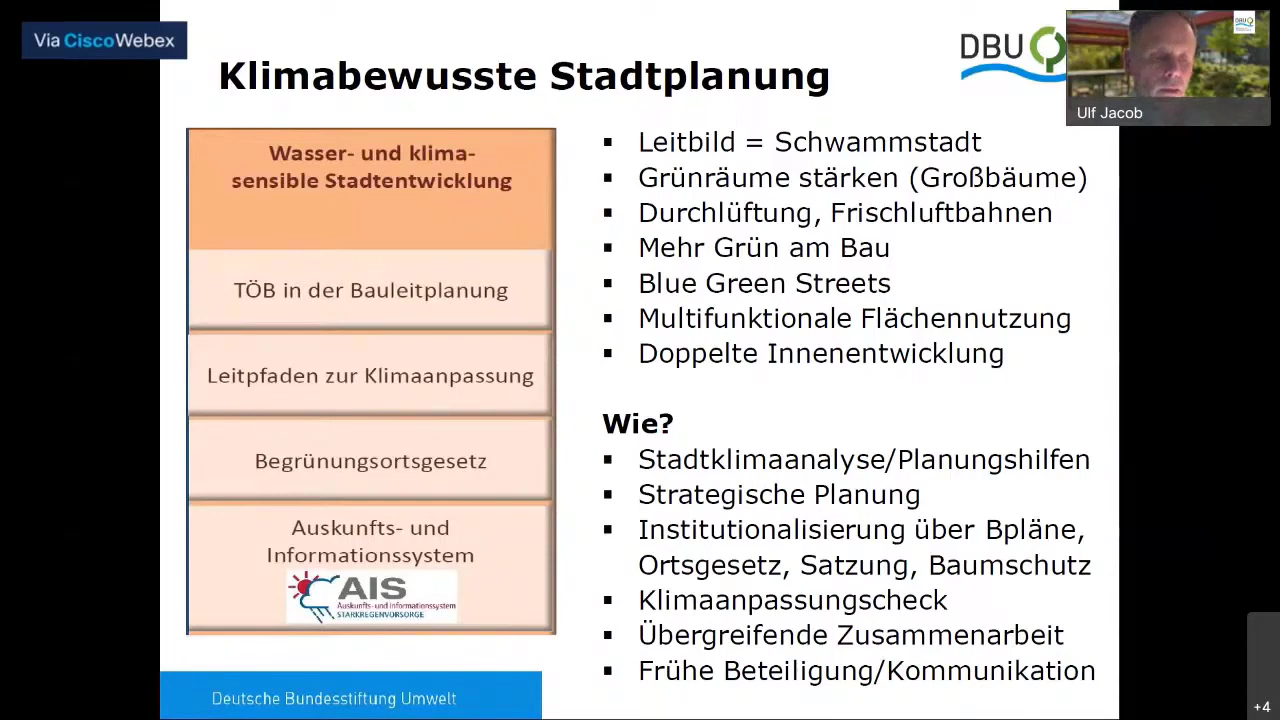 Via CiscoWebex
Klimabewusste Stadtplanung
DBU
Ulf Jacob
Wasser- und klima-
sensible Stadtentwicklung
TÖB in der Bauleitplanung
Leitpfaden zur Klimaanpassung
Begrünungsortsgesetz
Auskunfts- und
Informationssystem
AIS
Auskunfts- und Informationssystem
STARKREGENVORSORGE
▪ Leitbild = Schwammstadt
▪ Grünräume stärken (Großbäume)
▪ Durchlüftung, Frischluftbahnen
▪ Mehr Grün am Bau
▪ Blue Green Streets
▪ Multifunktionale Flächennutzung
▪ Doppelte Innenentwicklung
Wie?
▪ Stadtklimaanalyse/Planungshilfen
▪ Strategische Planung
▪ Institutionalisierung über Bpläne,
Ortsgesetz, Satzung, Baumschutz
▪ Klimaanpassungscheck
▪ Übergreifende Zusammenarbeit
▪ Frühe Beteiligung/Kommunikation
Deutsche Bundesstiftung Umwelt
+4